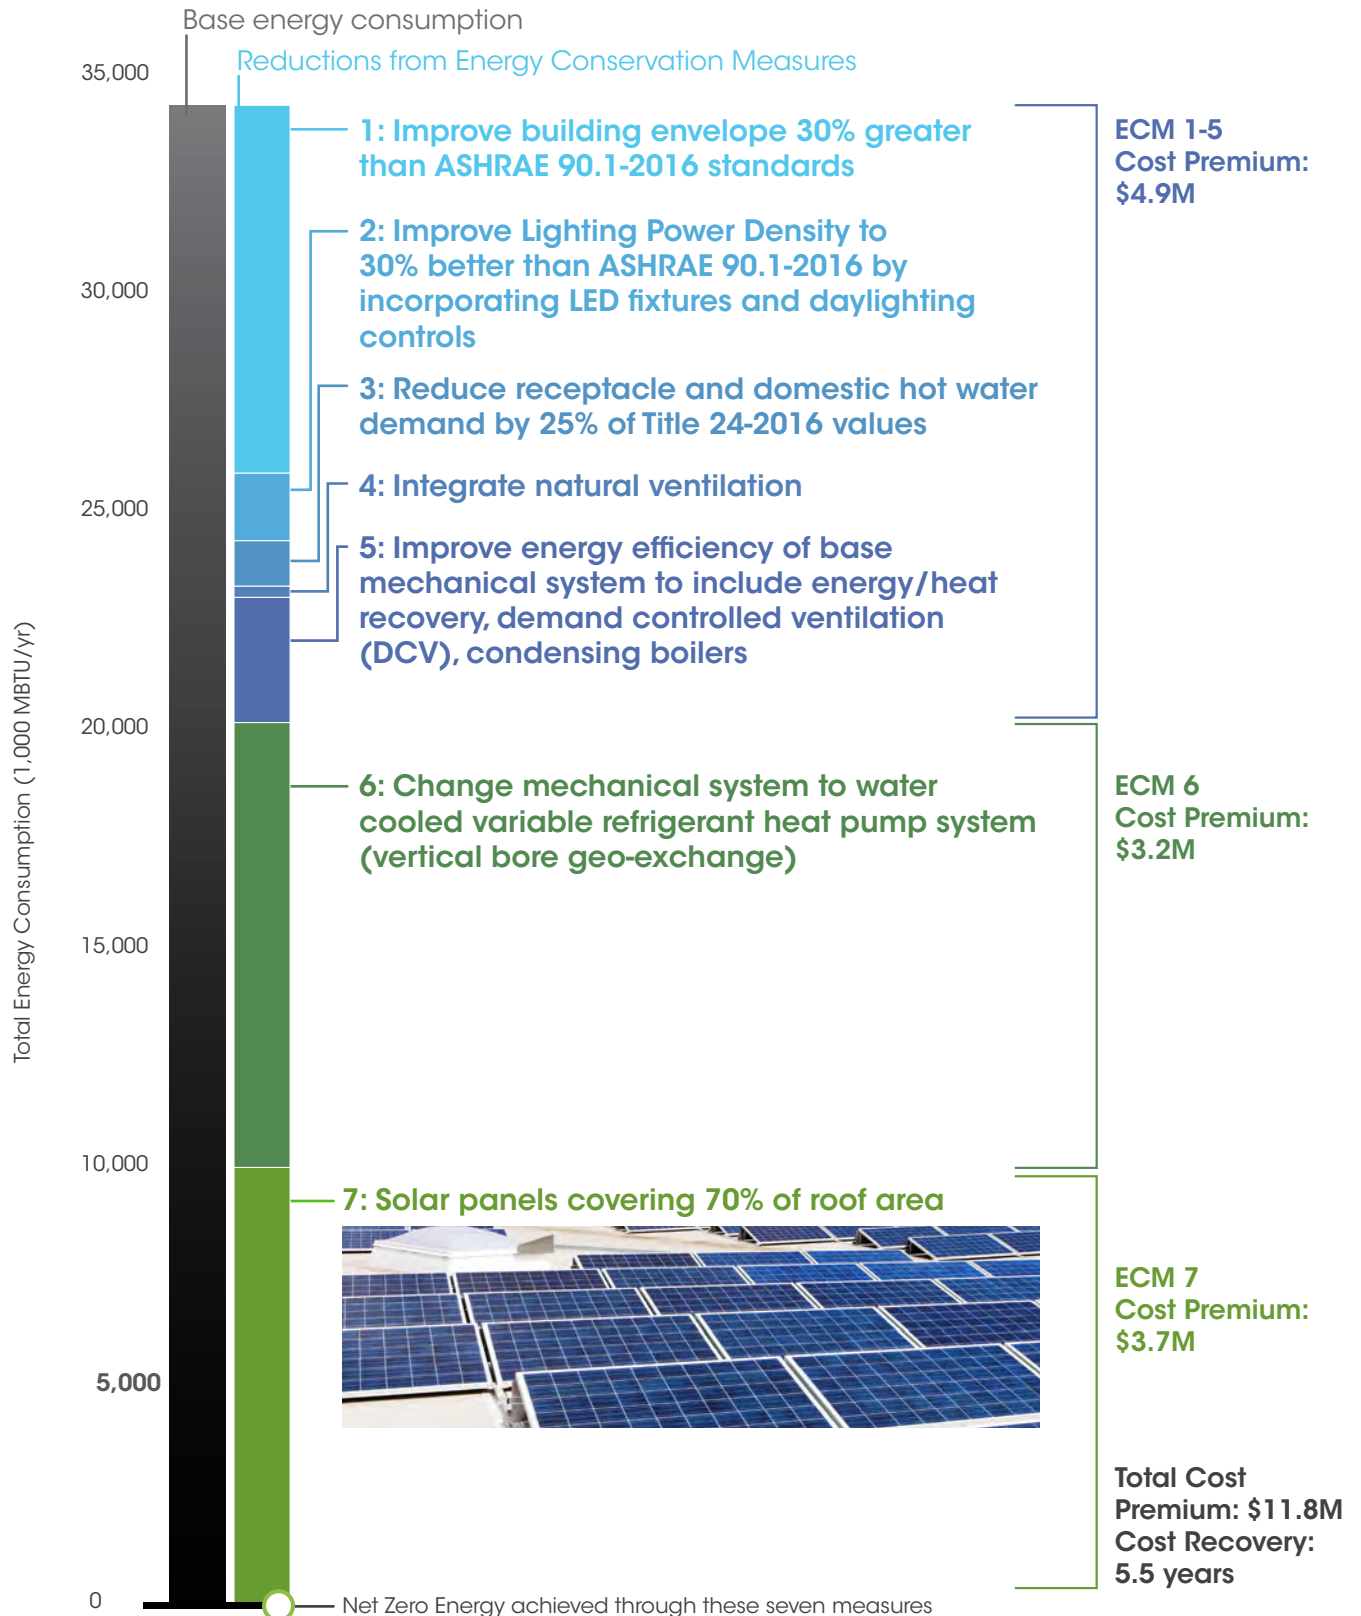 Base energy consumption
Reductions from Energy Conservation Measures
35,000
30,000
25,000
20,000
15,000
10,000
5,000
0
Total Energy Consumption (1,000 MBTU/yr)
1: Improve building envelope 30% greater
than ASHRAE 90.1-2016 standards
2: Improve Lighting Power Density to
30% better than ASHRAE 90.1-2016 by
incorporating LED fixtures and daylighting
controls
3: Reduce receptacle and domestic hot water
demand by 25% of Title 24-2016 values
4: Integrate natural ventilation
5: Improve energy efficiency of base
mechanical system to include energy/heat
recovery, demand controlled ventilation
(DCV), condensing boilers
6: Change mechanical system to water
cooled variable refrigerant heat pump system
(vertical bore geo-exchange)
7: Solar panels covering 70% of roof area
ECM 1-5
Cost Premium:
$4.9M
ECM 6
Cost Premium:
$3.2M
ECM 7
Cost Premium:
$3.7M
Total Cost
Premium: $11.8M
Cost Recovery:
5.5 years
Net Zero Energy achieved through these seven measures